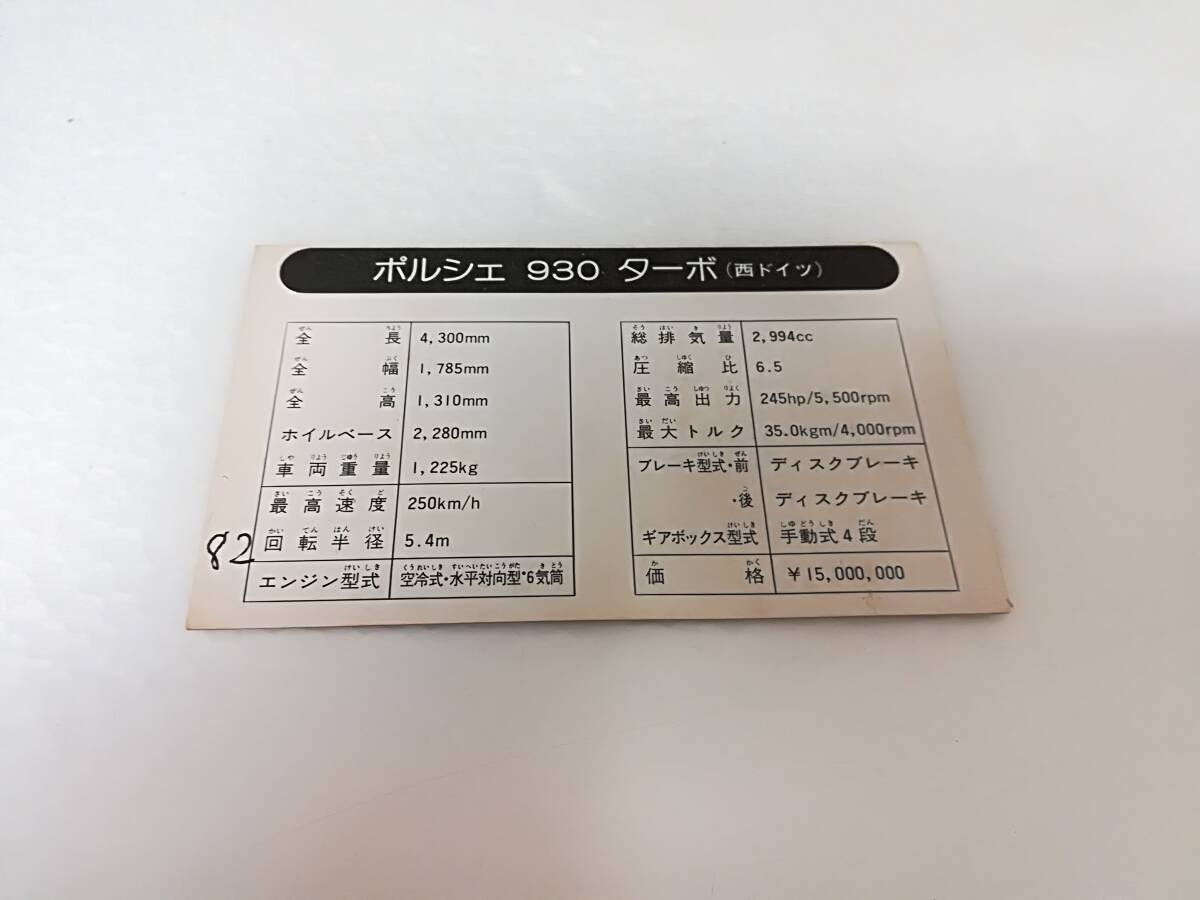 ポルシェ 930 ターボ(西ドイツ)
全長 4,300mm
全幅 1,785mm
全高 1,310mm
ホイルベース 2,280mm
車両重量 1,225kg
最高速度 250km/h
82 回転半径 5.4m
エンジン型式 空冷式・水平対向型・6気筒
総排気量 2,994cc
圧縮比 6.5
最高出力 245hp/5,500rpm
最大トルク 35.0kgm/4,000rpm
ブレーキ型式・前 ディスクブレーキ
・後 ディスクブレーキ
ギアボックス型式 手動式4段
価格 ¥15,000,000